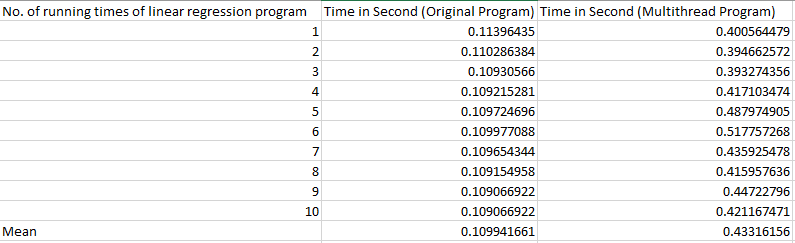 No. of running times of linear regression program Time in Second (Original Program) Time in Second (Multithread Program)
1 0.11396435 0.400564479
2 0.110286384 0.394662572
3 0.10930566 0.393274356
4 0.109215281 0.417103474
5 0.109724696 0.487974905
6 0.109977088 0.517757268
7 0.109654344 0.435925478
8 0.109154958 0.415957636
9 0.109066922 0.44722796
10 0.109066922 0.421167471
Mean 0.109941661 0.43316156